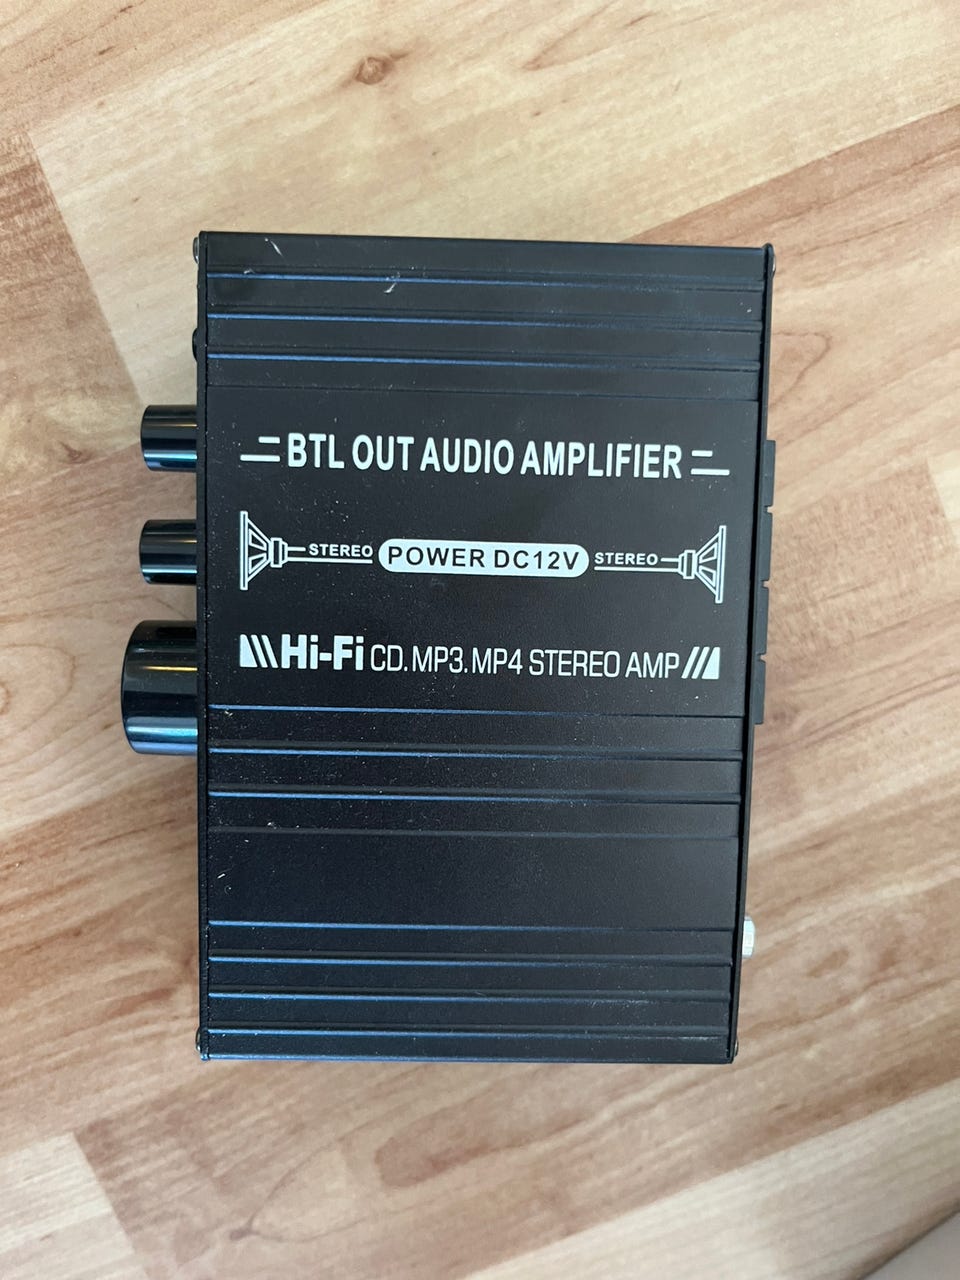 BTL OUT AUDIO AMPLIFIER
STEREO POWER DC12V STEREO
Hi-Fi CD.MP3.MP4 STEREO AMP